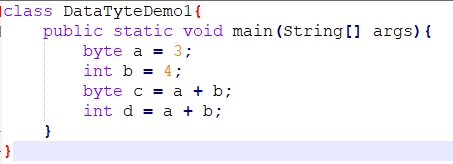 class DataTyteDemo1{
    public static void main(String[] args){
        byte a = 3;
        int b = 4;
        byte c = a + b;
        int d = a + b;
    }
}